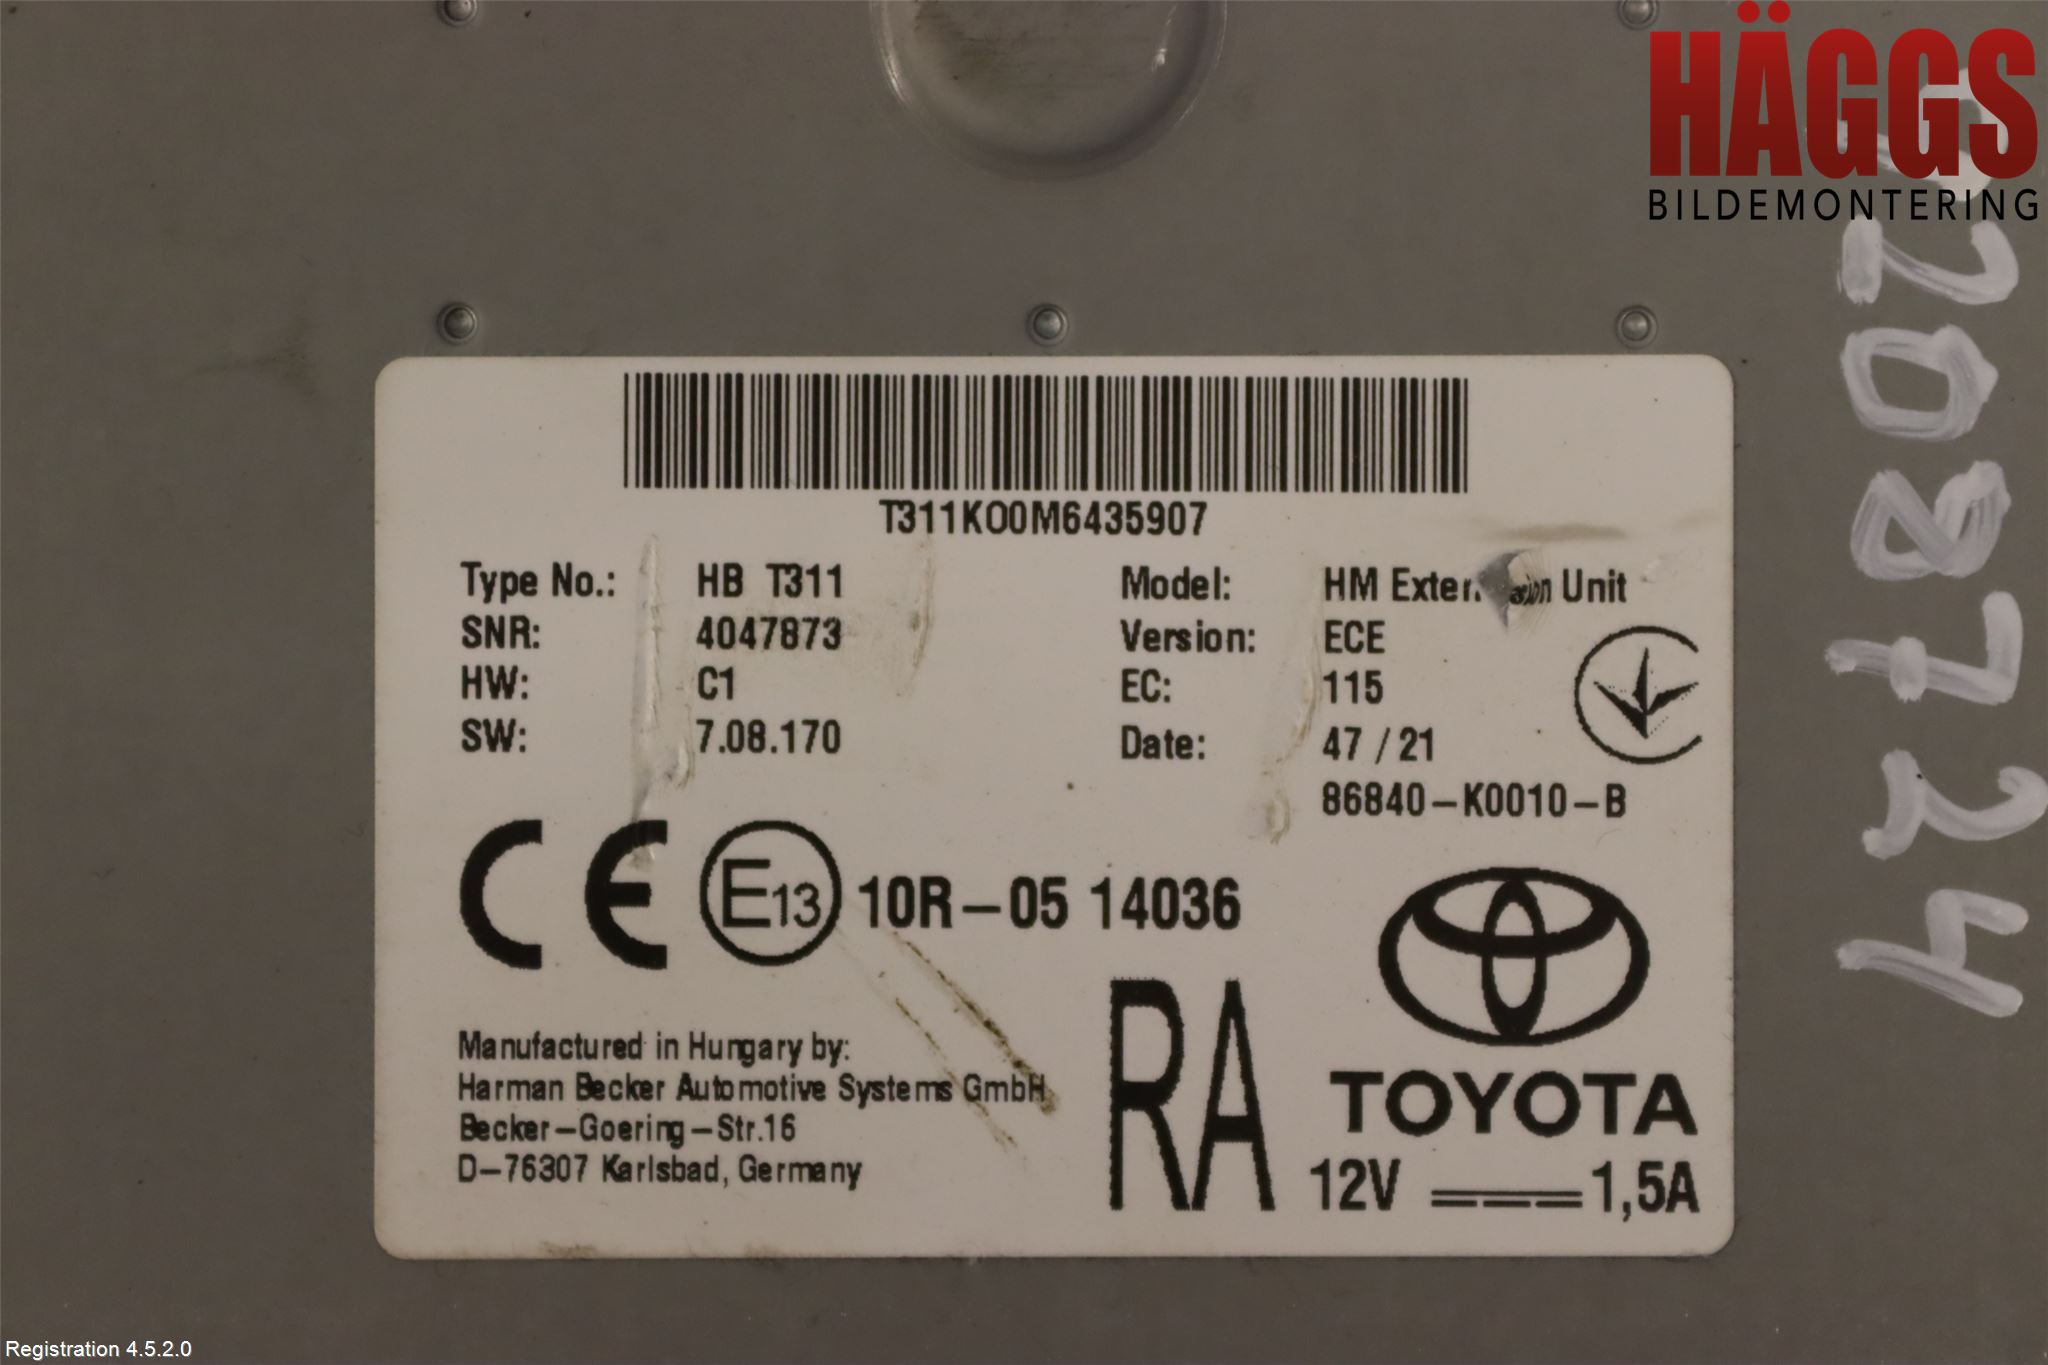 HÄGGS
BILDEMONTERING
T311KO0M6435907
Type No.: HB T311
SNR: 4047873
HW: C1
SW: 7.08.170
Model: Unit
HM
Version: ECE
EC: 115
Date: 47 / 21
86840-K0010-B
CE E13 10R-05 14036
Manufactured in Hungary by:
Harman Becker Automotive Systems GmbH
Becker-Goering-Str.16
D-76307 Karlsbad, Germany
RA
TOYOTA
12V 1,5A
Registration 4.5.2.0